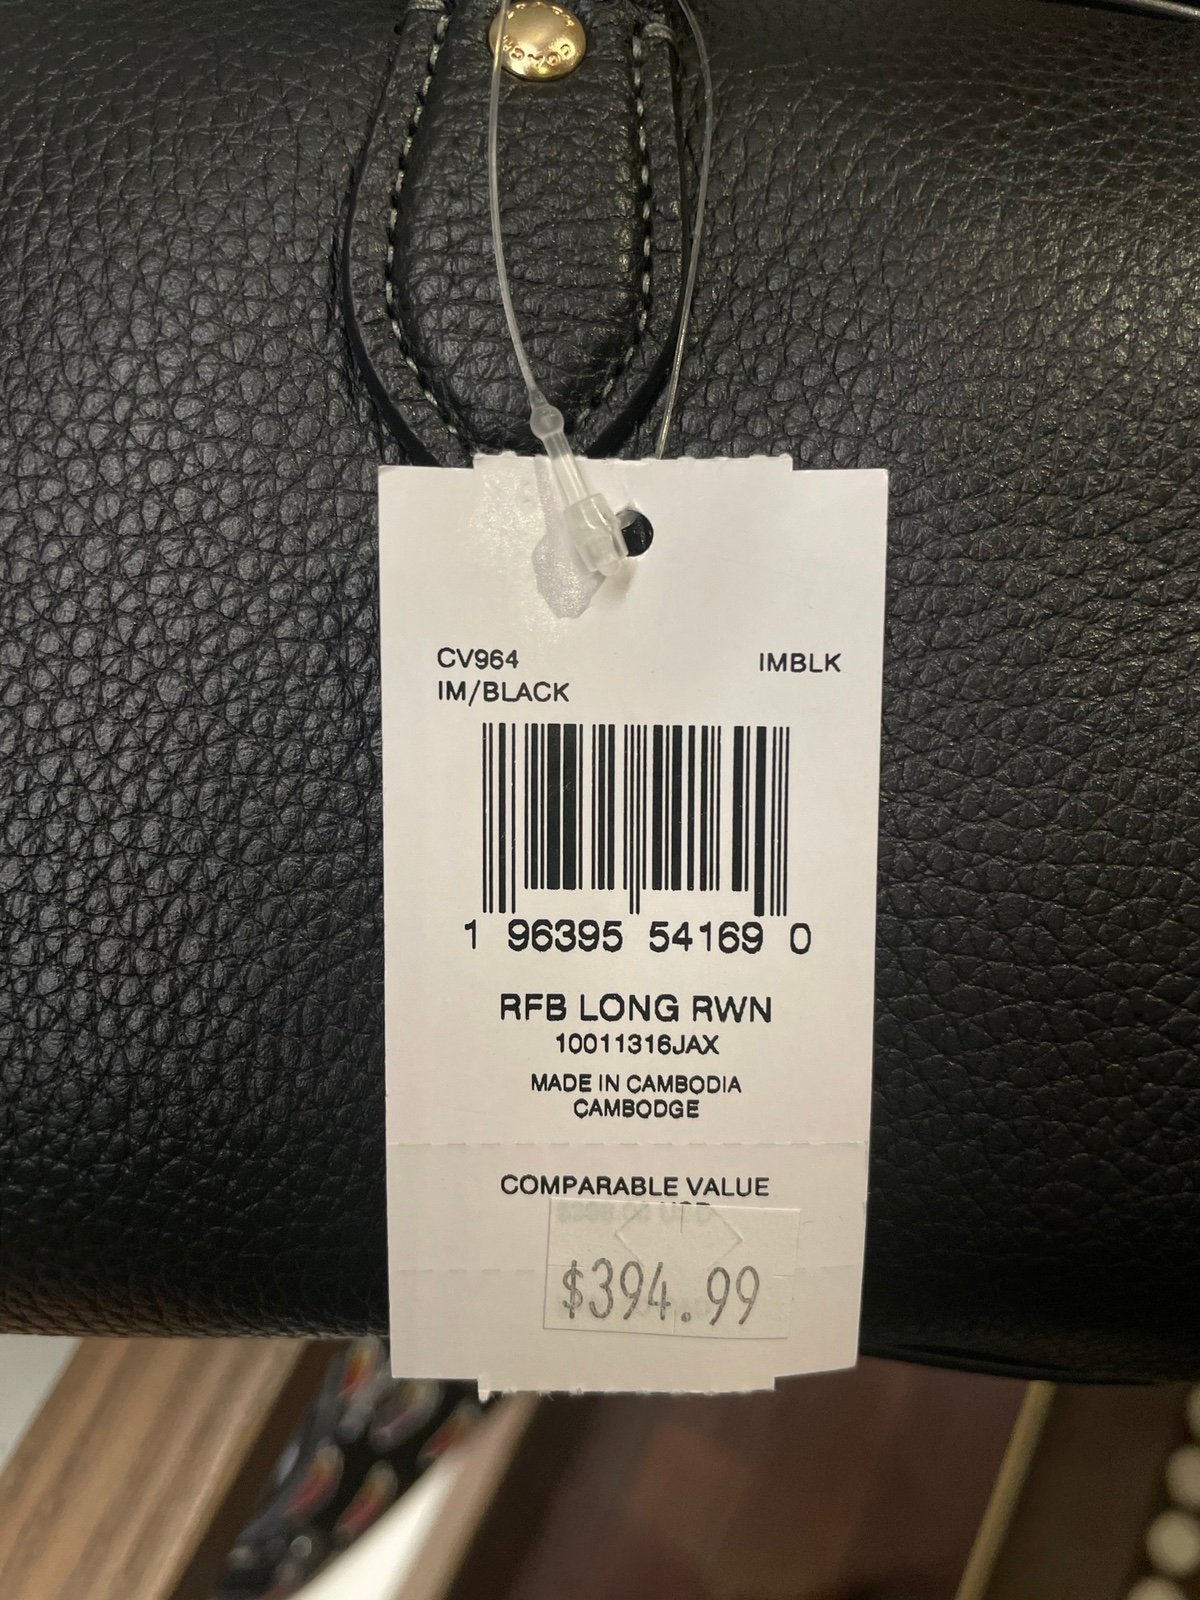 CV964 IMBLK
IM/BLACK
1 96395 54169 0
RFB LONG RWN
10011316JAX
MADE IN CAMBODIA
CAMBODGE
COMPARABLE VALUE
$394.99